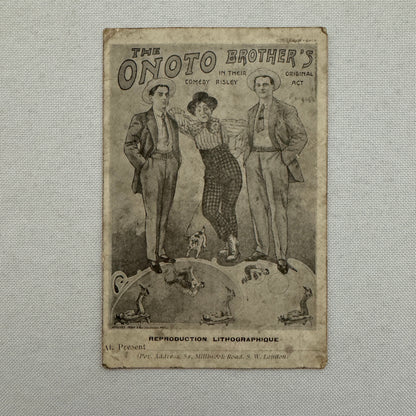 THE
ONOTO BROTHER'S
IN THEIR ORIGINAL
COMEDY RISLEY ACT
REPRODUCTION LITHOGRAPHIQUE
At Present
(Per. Address, Millbrook Road, S. W. London)